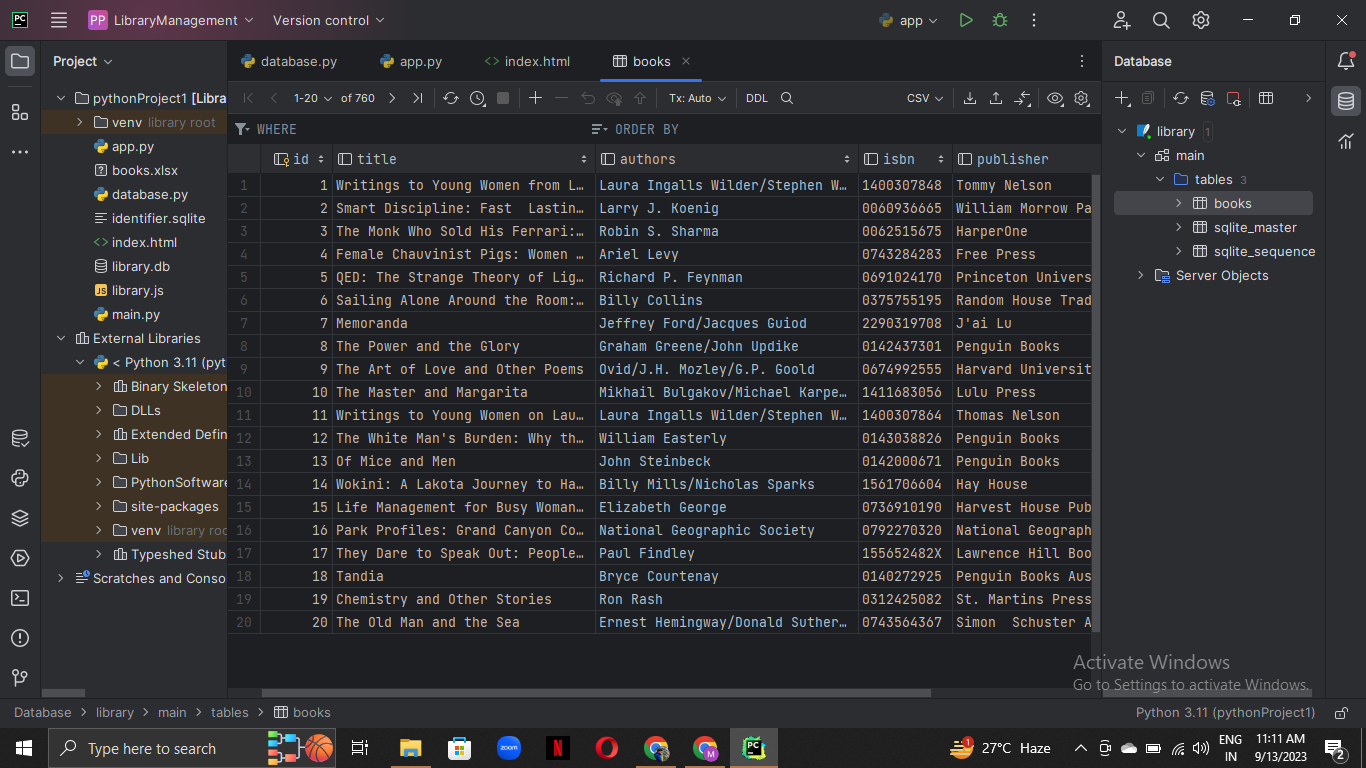 PC PP LibraryManagement Version control app
Project database.py app.py index.html books Database
pythonProject1 [Libra 1-20 of 760 Tx: Auto DDL CSV
venv library root WHERE ORDER BY library 1
app.py id title authors isbn publisher main
books.xlsx 1 1 Writings to Young Women from L… Laura Ingalls Wilder/Stephen W… 1400307848 Tommy Nelson tables 3
database.py 2 2 Smart Discipline: Fast  Lastin… Larry J. Koenig 0060936665 William Morrow Pa books
identifier.sqlite 3 3 The Monk Who Sold His Ferrari:… Robin S. Sharma 0062515675 HarperOne sqlite_master
index.html 4 4 Female Chauvinist Pigs: Women … Ariel Levy 0743284283 Free Press sqlite_sequence
library.db 5 5 QED: The Strange Theory of Lig… Richard P. Feynman 0691024170 Princeton Univers Server Objects
library.js 6 6 Sailing Alone Around the Room:… Billy Collins 0375755195 Random House Trad
main.py 7 7 Memoranda Jeffrey Ford/Jacques Guiod 2290319708 J'ai Lu
External Libraries 8 8 The Power and the Glory Graham Greene/John Updike 0142437301 Penguin Books
< Python 3.11 (pyt 9 9 The Art of Love and Other Poems Ovid/J.H. Mozley/G.P. Goold 0674992555 Harvard Universit
Binary Skeleton 10 10 The Master and Margarita Mikhail Bulgakov/Michael Karpe… 1411683056 Lulu Press
DLLs 11 11 Writings to Young Women on Lau… Laura Ingalls Wilder/Stephen W… 1400307864 Thomas Nelson
Extended Defin 12 12 The White Man's Burden: Why th… William Easterly 0143038826 Penguin Books
Lib 13 13 Of Mice and Men John Steinbeck 0142000671 Penguin Books
PythonSoftware 14 14 Wokini: A Lakota Journey to Ha… Billy Mills/Nicholas Sparks 1561706604 Hay House
site-packages 15 15 Life Management for Busy Woman… Elizabeth George 0736910190 Harvest House Pub
venv library roo 16 16 Park Profiles: Grand Canyon Co… National Geographic Society 0792270320 National Geograph
Typeshed Stub 17 17 They Dare to Speak Out: People… Paul Findley 155652482X Lawrence Hill Boo
Scratches and Conso 18 18 Tandia Bryce Courtenay 0140272925 Penguin Books Aus
19 19 Chemistry and Other Stories Ron Rash 0312425082 St. Martins Press
20 20 The Old Man and the Sea Ernest Hemingway/Donald Suther… 0743564367 Simon  Schuster A
Activate Windows
Go to Settings to activate Windows.
Database library main tables books Python 3.11 (pythonProject1)
Type here to search zoom N M PC 1 27°C Haze ENG 11:11 AM
IN 9/13/2023 2